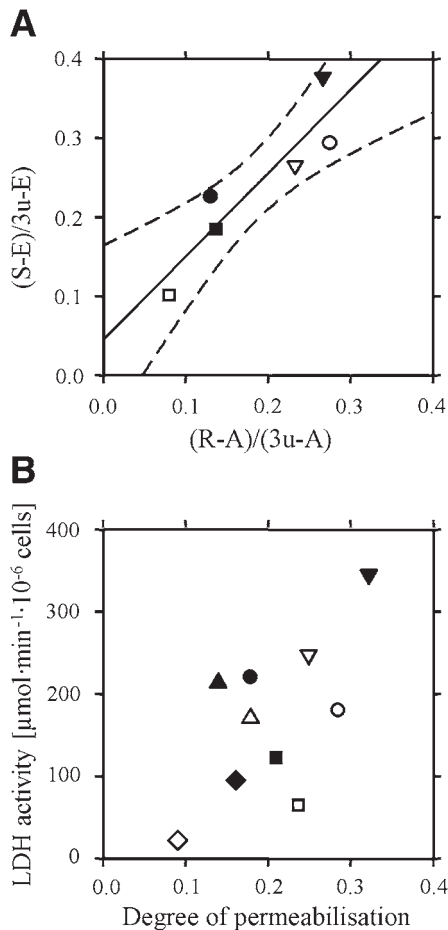 A
0.4
0.3
0.2
0.1
0.0
(S-E)/3u-E)
0.0 0.1 0.2 0.3 0.4
(R-A)/(3u-A)
B
400
300
200
100
0
LDH activity [µmol·min⁻¹·10⁻⁶ cells]
0.0 0.1 0.2 0.3 0.4
Degree of permeabilisation